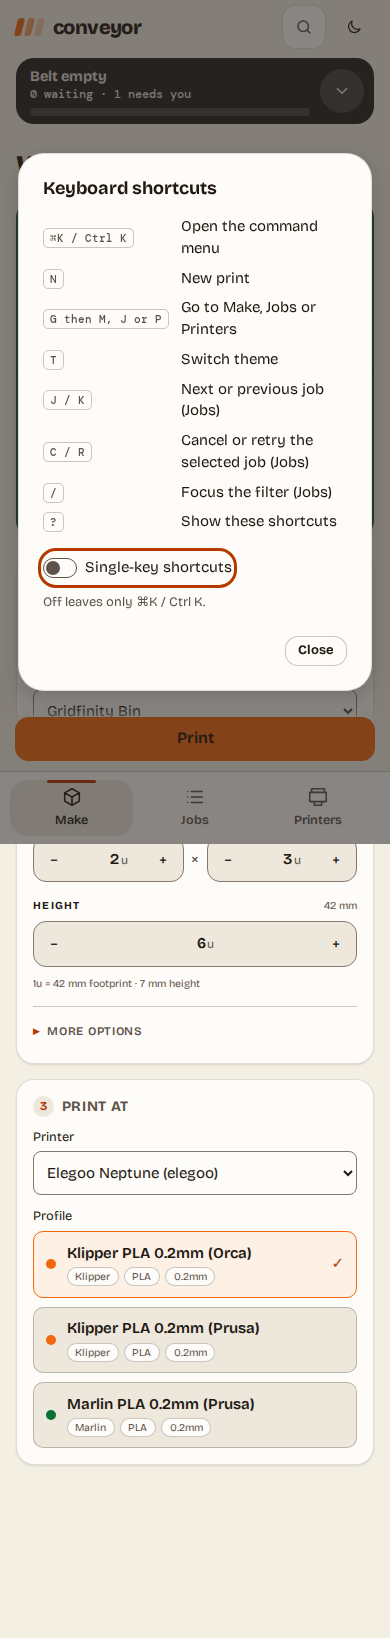 conveyor
Belt empty
0 waiting · 1 needs you
Keyboard shortcuts
⌘K / Ctrl K
Open the command
menu
N
New print
G then M, J or P
Go to Make, Jobs or
Printers
T
Switch theme
J / K
Next or previous job
(Jobs)
C / R
Cancel or retry the
selected job (Jobs)
/
Focus the filter (Jobs)
?
Show these shortcuts
Single-key shortcuts
Off leaves only ⌘K / Ctrl K.
Close
Gridfinity Bin
Print
Make
Jobs
Printers
− 2 u + × − 3 u +
HEIGHT
42 mm
− 6 u +
1u = 42 mm footprint · 7 mm height
▸ MORE OPTIONS
3 PRINT AT
Printer
Elegoo Neptune (elegoo)
Profile
Klipper PLA 0.2mm (Orca) ✓
Klipper PLA 0.2mm
Klipper PLA 0.2mm (Prusa)
Klipper PLA 0.2mm
Marlin PLA 0.2mm (Prusa)
Marlin PLA 0.2mm